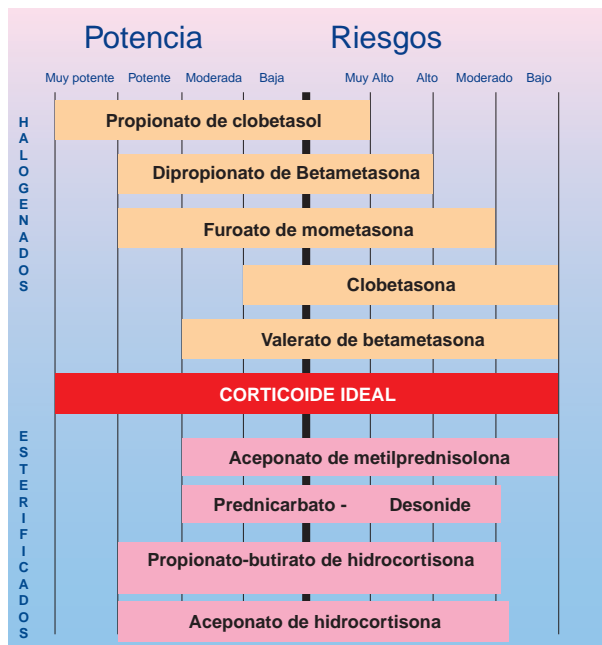 Potencia Riesgos
Muy potente Potente Moderada Baja Muy Alto Alto Moderado Bajo
HALOGENADOS
Propionato de clobetasol
Dipropionato de Betametasona
Furoato de mometasona
Clobetasona
Valerato de betametasona
CORTICOIDE IDEAL
ESTERIFICADOS
Aceponato de metilprednisolona
Prednicarbato - Desonide
Propionato-butirato de hidrocortisona
Aceponato de hidrocortisona